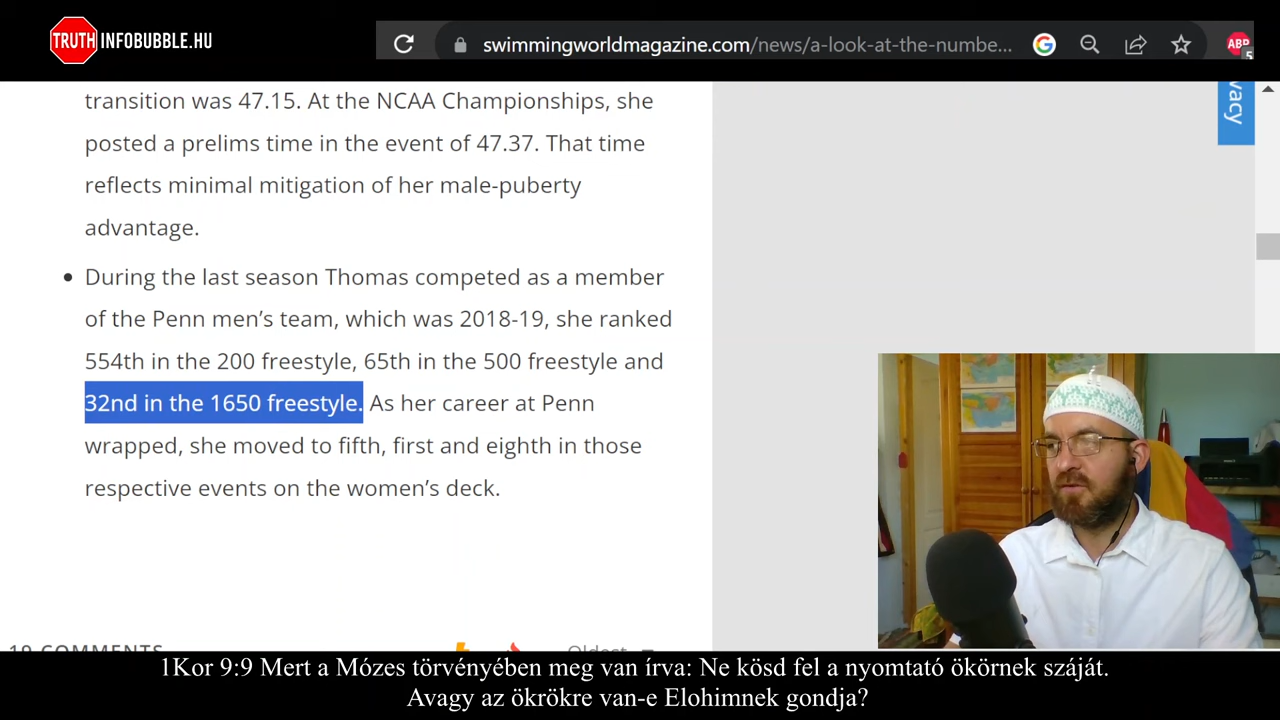 TRUTH INFOBUBBLE.HU
swimmingworldmagazine.com/news/a-look-at-the-numbe...
ABP
5
vacy
transition was 47.15. At the NCAA Championships, she
posted a prelims time in the event of 47.37. That time
reflects minimal mitigation of her male-puberty
advantage.
• During the last season Thomas competed as a member
of the Penn men’s team, which was 2018-19, she ranked
554th in the 200 freestyle, 65th in the 500 freestyle and
32nd in the 1650 freestyle. As her career at Penn
wrapped, she moved to fifth, first and eighth in those
respective events on the women’s deck.
19 COMMENTS
Oldest
1Kor 9:9 Mert a Mózes törvényében meg van írva: Ne kösd fel a nyomtató ökörnek száját.
Avagy az ökrökre van-e Elohimnek gondja?